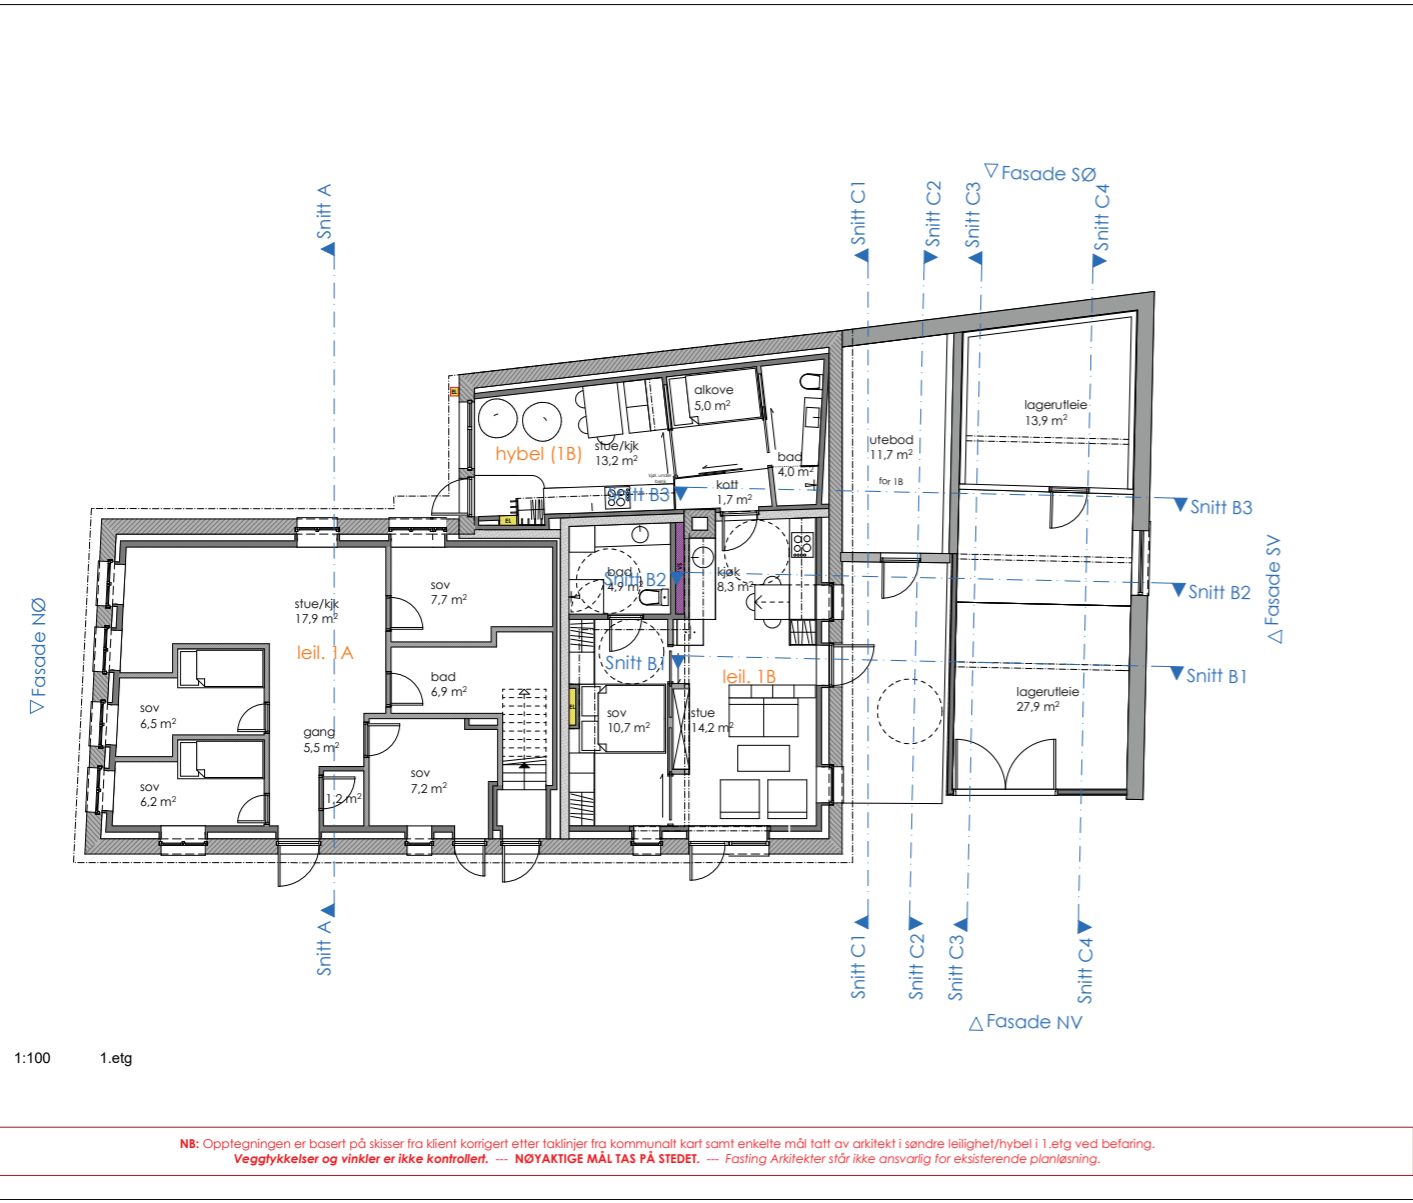 Fasade SØ
Snitt A
Snitt C1
Snitt C2
Snitt C3
Snitt C4
EL
alkove
5,0 m²
stue/kjk
13,2 m²
hybel (1B)
bad
4,0 m²
kott
1,7 m²
EL
utebod
11,7 m²
for 1B
lagerutleie
13,9 m²
Snitt B3
Snitt B3
sov
7,7 m²
stue/kjk
17,9 m²
leil. 1A
bad
6,9 m²
sov
6,5 m²
gang
5,5 m²
sov
6,2 m²
1,2 m²
sov
7,2 m²
bad
4,9 m²
Snitt B2
Snitt B2
kjøk
8,3 m²
Snitt B1
Snitt B1
leil. 1B
EL
sov
10,7 m²
stue
14,2 m²
lagerutleie
27,9 m²
Fasade NØ
Fasade SV
Snitt A
Snitt C1
Snitt C2
Snitt C3
Snitt C4
Fasade NV
1:100 1.etg
NB: Opptegningen er basert på skisser fra klient korrigert etter taklinjer fra kommunalt kart samt enkelte mål tatt av arkitekt i søndre leilighet/hybel i 1.etg ved befaring.
Veggtykkelser og vinkler er ikke kontrollert. --- NØYAKTIGE MÅL TAS PÅ STEDET. --- Fasting Arkitekter står ikke ansvarlig for eksisterende planløsning.